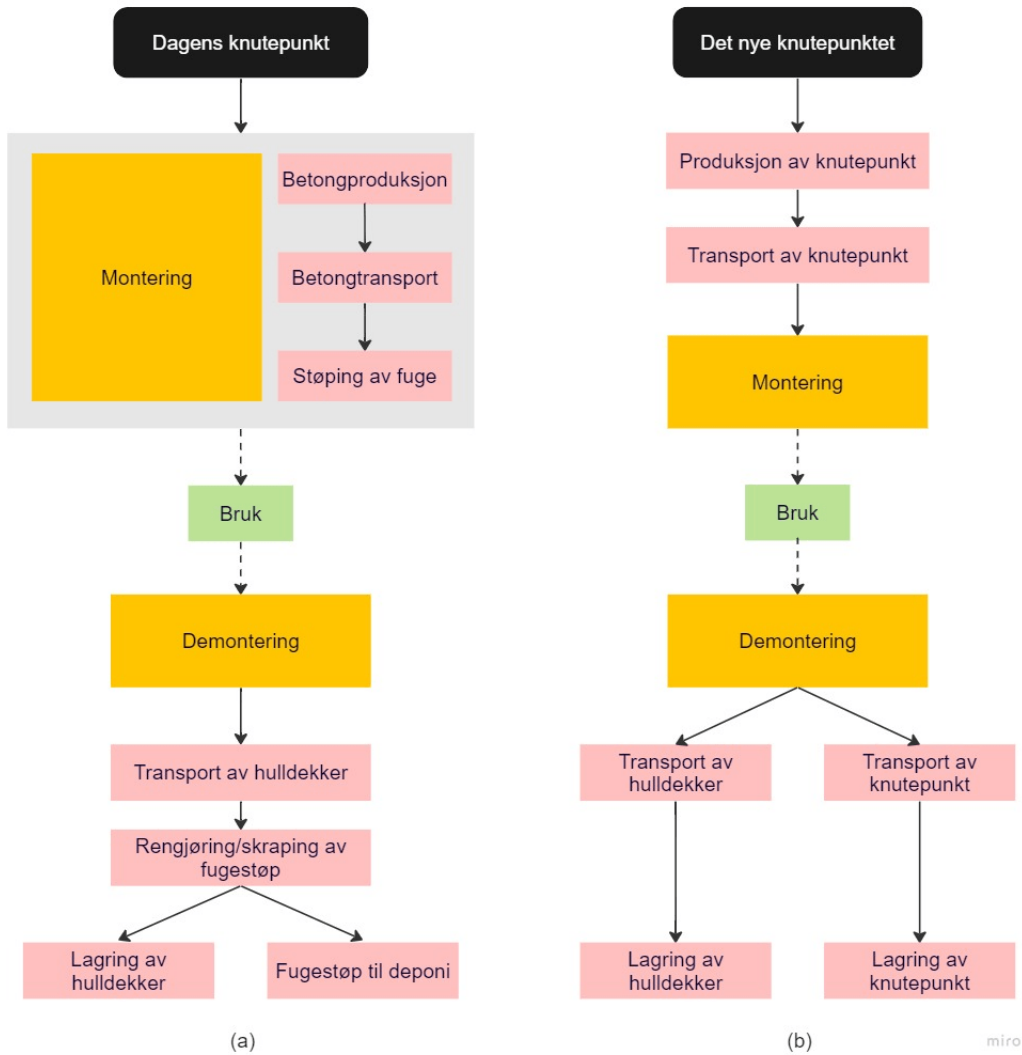 Dagens knutepunkt
Montering
Betongproduksjon
Betongtransport
Støping av fuge
Bruk
Demontering
Transport av hulldekker
Rengjøring/skraping av
fugestøp
Lagring av
hulldekker
Fugestøp til deponi
(a)
Det nye knutepunktet
Produksjon av knutepunkt
Transport av knutepunkt
Montering
Bruk
Demontering
Transport av
hulldekker
Transport av
knutepunkt
Lagring av
hulldekker
Lagring av
knutepunkt
(b)
miro